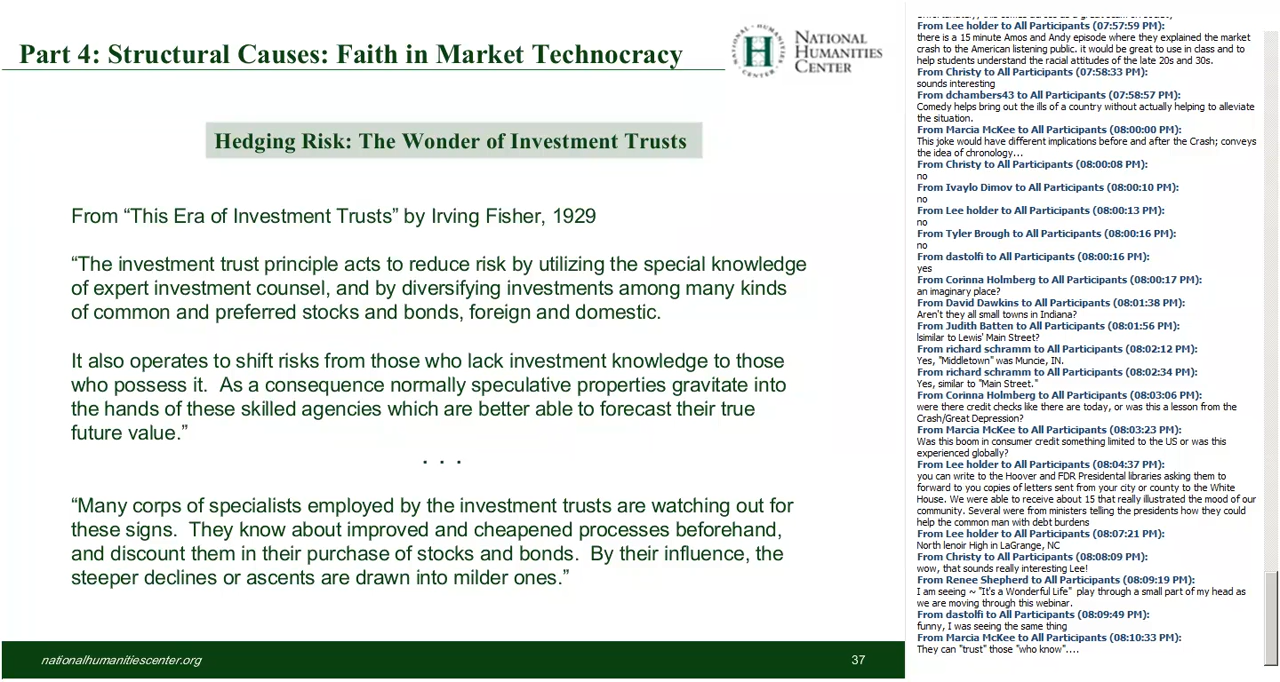 Part 4: Structural Causes: Faith in Market Technocracy
NATIONAL HUMANITIES CENTER
H
NATIONAL
HUMANITIES
CENTER
Hedging Risk: The Wonder of Investment Trusts
From “This Era of Investment Trusts” by Irving Fisher, 1929
“The investment trust principle acts to reduce risk by utilizing the special knowledge
of expert investment counsel, and by diversifying investments among many kinds
of common and preferred stocks and bonds, foreign and domestic.
It also operates to shift risks from those who lack investment knowledge to those
who possess it.  As a consequence normally speculative properties gravitate into
the hands of these skilled agencies which are better able to forecast their true
future value.”
. . .
“Many corps of specialists employed by the investment trusts are watching out for
these signs.  They know about improved and cheapened processes beforehand,
and discount them in their purchase of stocks and bonds.  By their influence, the
steeper declines or ascents are drawn into milder ones.”
nationalhumanitiescenter.org
37
From Lee holder to All Participants (07:57:59 PM):
there is a 15 minute Amos and Andy episode where they explained the market
crash to the American listening public. it would be great to use in class and to
help students understand the racial attitudes of the late 20s and 30s.
From Christy to All Participants (07:58:33 PM):
sounds interesting
From dchambers43 to All Participants (07:58:57 PM):
Comedy helps bring out the ills of a country without actually helping to alleviate
the situation.
From Marcia McKee to All Participants (08:00:00 PM):
This joke would have different implications before and after the Crash; conveys
the idea of chronology...
From Christy to All Participants (08:00:08 PM):
no
From Ivaylo Dimov to All Participants (08:00:10 PM):
no
From Lee holder to All Participants (08:00:13 PM):
no
From Tyler Brough to All Participants (08:00:16 PM):
no
From dastolfi to All Participants (08:00:16 PM):
yes
From Corinna Holmberg to All Participants (08:00:17 PM):
an imaginary place?
From David Dawkins to All Participants (08:01:38 PM):
Aren't they all small towns in Indiana?
From Judith Batten to All Participants (08:01:56 PM):
Isimilar to Lewis' Main Street?
From richard schramm to All Participants (08:02:12 PM):
Yes, "Middletown" was Muncie, IN.
From richard schramm to All Participants (08:02:34 PM):
Yes, similar to "Main Street."
From Corinna Holmberg to All Participants (08:03:06 PM):
were there credit checks like there are today, or was this a lesson from the
Crash/Great Depression?
From Marcia McKee to All Participants (08:03:23 PM):
Was this boom in consumer credit something limited to the US or was this
experienced globally?
From Lee holder to All Participants (08:04:37 PM):
you can write to the Hoover and FDR Presidental libraries asking them to
forward to you copies of letters sent from your city or county to the White
House. We were able to receive about 15 that really illustrated the mood of our
community. Several were from ministers telling the presidents how they could
help the common man with debt burdens
From Lee holder to All Participants (08:07:21 PM):
North lenoir High in LaGrange, NC
From Christy to All Participants (08:08:09 PM):
wow, that sounds really interesting Lee!
From Renee Shepherd to All Participants (08:09:19 PM):
I am seeing ~ "It's a Wonderful Life"  play through a small part of my head as
we are moving through this webinar.
From dastolfi to All Participants (08:09:49 PM):
funny, I was seeing the same thing
From Marcia McKee to All Participants (08:10:33 PM):
They can "trust" those "who know"....